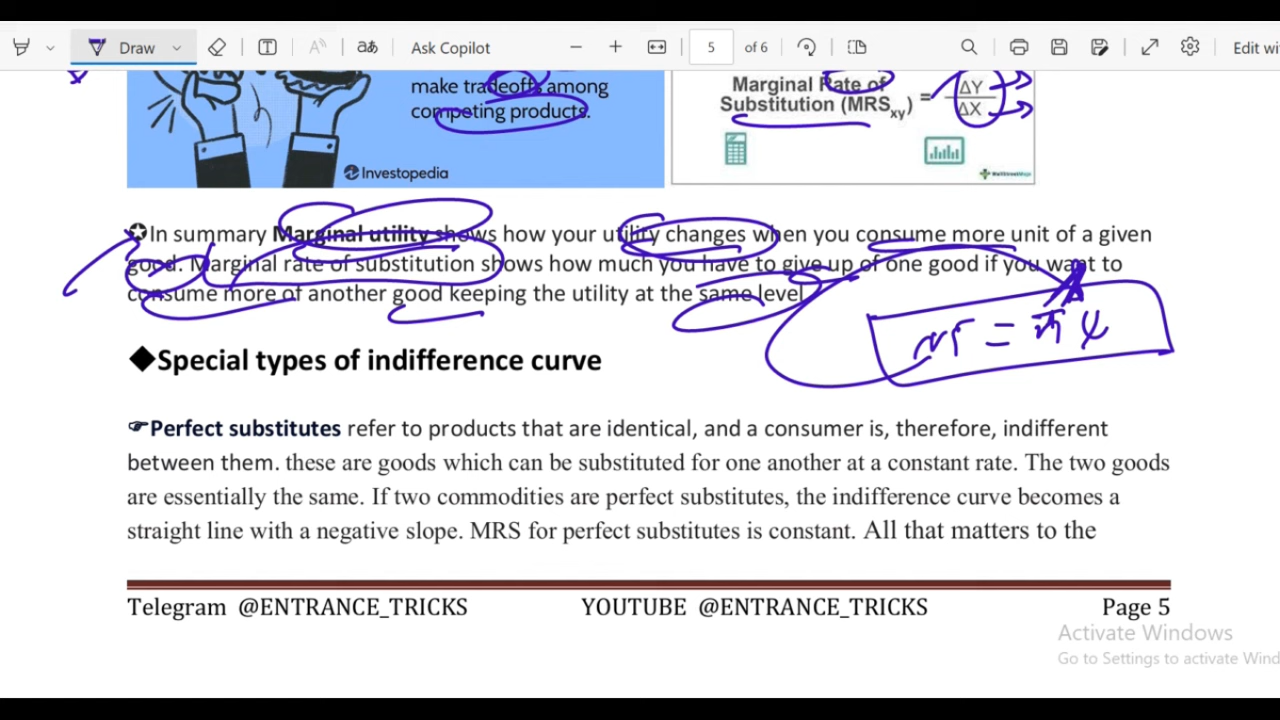 Draw
Ask Copilot
5 of 6
Edit wi
make tradeoffs among
competing products.
Investopedia
Marginal Rate of
Substitution (MRSxy) = ΔY
ΔX
WallStreetMojo
✪In summary Marginal utility shows how your utility changes when you consume more unit of a given
good. Marginal rate of substitution shows how much you have to give up of one good if you want to
consume more of another good keeping the utility at the same level
◆Special types of indifference curve
☞Perfect substitutes refer to products that are identical, and a consumer is, therefore, indifferent
between them. these are goods which can be substituted for one another at a constant rate. The two goods
are essentially the same. If two commodities are perfect substitutes, the indifference curve becomes a
straight line with a negative slope. MRS for perfect substitutes is constant. All that matters to the
Telegram @ENTRANCE_TRICKS YOUTUBE @ENTRANCE_TRICKS Page 5
Activate Windows
Go to Settings to activate Wind